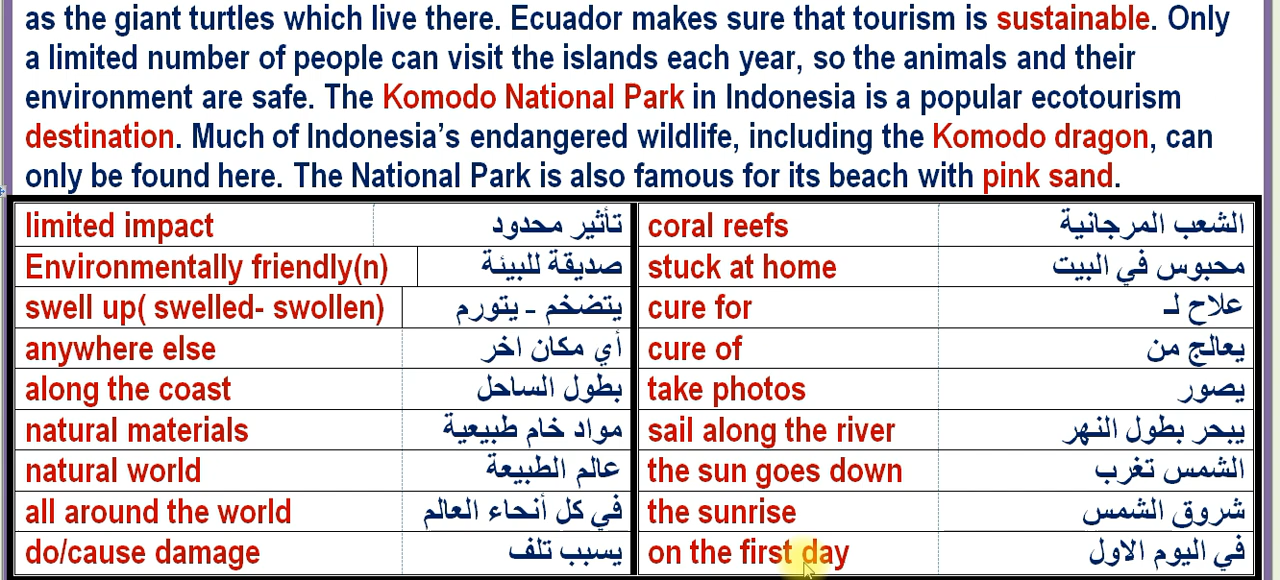 as the giant turtles which live there. Ecuador makes sure that tourism is sustainable. Only
a limited number of people can visit the islands each year, so the animals and their
environment are safe. The Komodo National Park in Indonesia is a popular ecotourism
destination. Much of Indonesia's endangered wildlife, including the Komodo dragon, can
only be found here. The National Park is also famous for its beach with pink sand.
limited impact تأثير محدود coral reefs الشعب المرجانية
Environmentally friendly(n) صديقة للبيئة stuck at home محبوس في البيت
swell up( swelled- swollen) يتضخم - يتورم cure for علاج لـ
anywhere else أي مكان اخر cure of يعالج من
along the coast بطول الساحل take photos يصور
natural materials مواد خام طبيعية sail along the river يبحر بطول النهر
natural world عالم الطبيعة the sun goes down الشمس تغرب
all around the world في كل أنحاء العالم the sunrise شروق الشمس
do/cause damage يسبب تلف on the first day في اليوم الاول